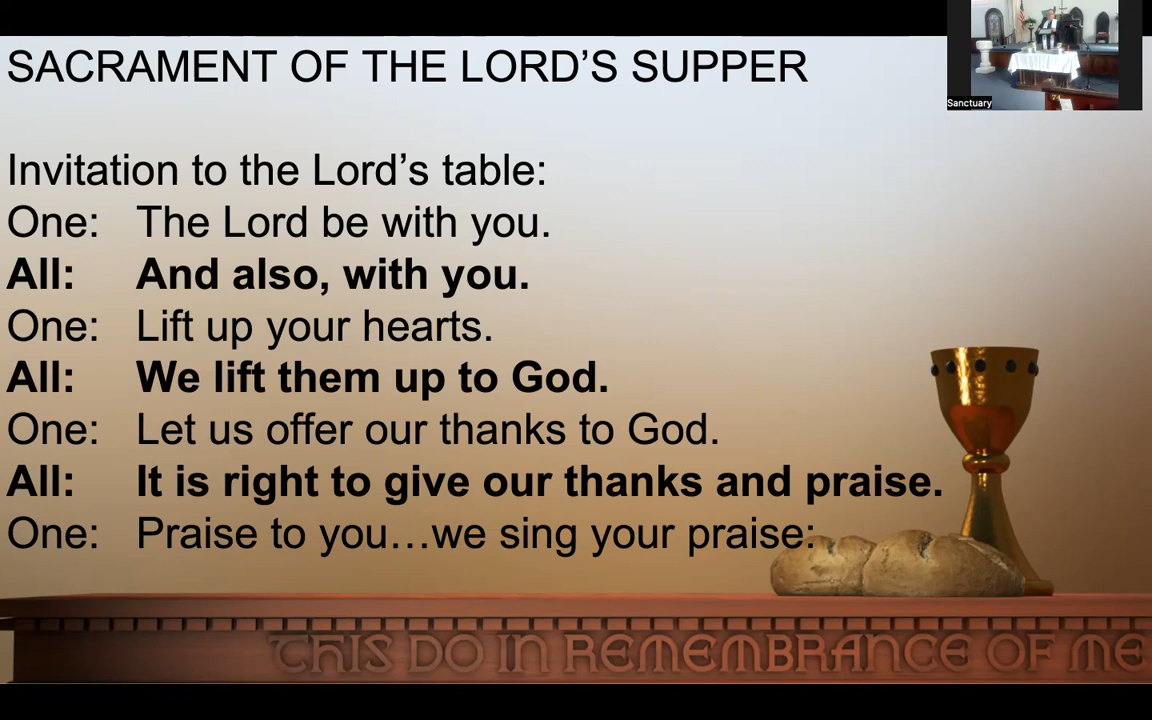 SACRAMENT OF THE LORD’S SUPPER
Invitation to the Lord’s table:
One: The Lord be with you.
All: And also, with you.
One: Lift up your hearts.
All: We lift them up to God.
One: Let us offer our thanks to God.
All: It is right to give our thanks and praise.
One: Praise to you…we sing your praise:
THIS DO IN REMEMBRANCE OF ME
Sanctuary